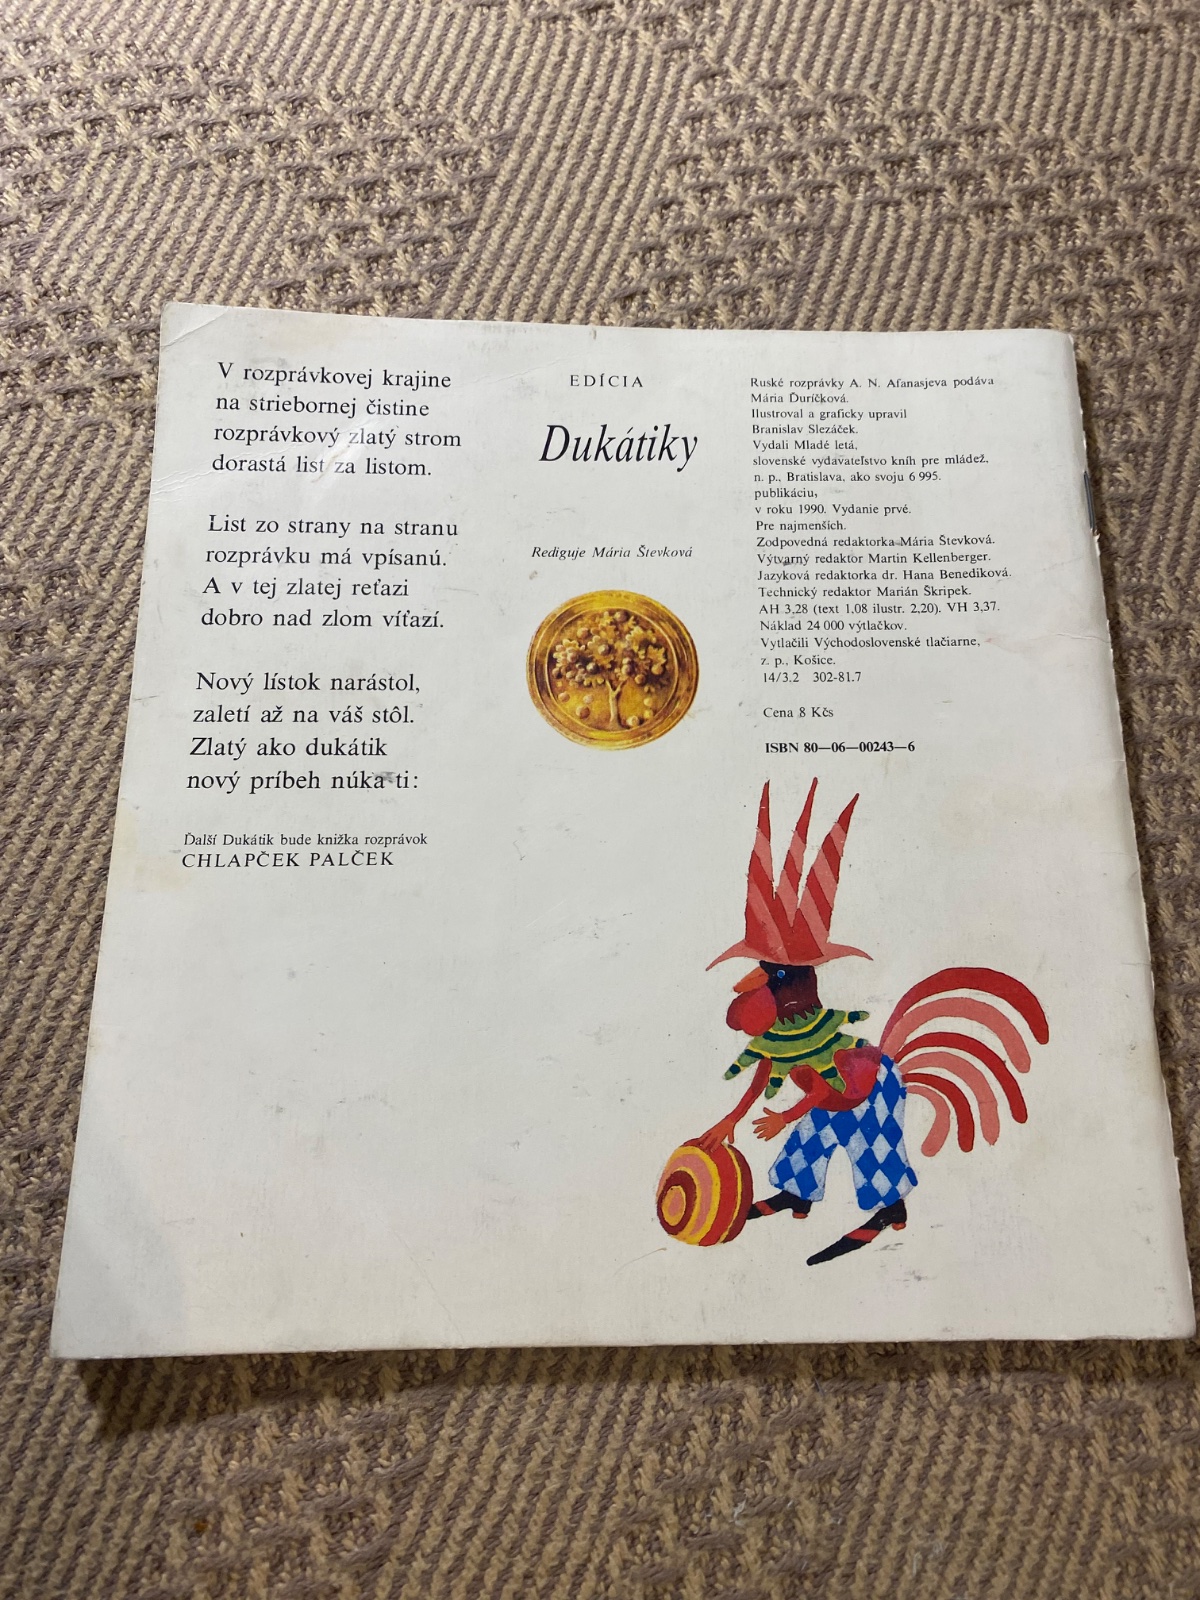 V rozprávkovej krajine
na striebornej čistine
rozprávkový zlatý strom
dorastá list za listom.
List zo strany na stranu
rozprávku má vpísanú.
A v tej zlatej reťazi
dobro nad zlom víťazí.
Nový lístok narástol,
zaletí až na váš stôl.
Zlatý ako dukátik
nový príbeh núka ti:
Ďalší Dukátik bude knižka rozprávok
CHLAPČEK PALČEK
EDÍCIA
Dukátiky
Rediguje Mária Števková
Ruské rozprávky A. N. Afanasjeva podáva
Mária Ďuríčková.
Ilustroval a graficky upravil
Branislav Slezáček.
Vydali Mladé letá,
slovenské vydavateľstvo kníh pre mládež,
n. p., Bratislava, ako svoju 6 995.
publikáciu,
v roku 1990. Vydanie prvé.
Pre najmenších.
Zodpovedná redaktorka Mária Števková.
Výtvarný redaktor Martin Kellenberger.
Jazyková redaktorka dr. Hana Benediková.
Technický redaktor Marián Škripek.
AH 3,28 (text 1,08 ilustr. 2,20). VH 3,37.
Náklad 24 000 výtlačkov.
Vytlačili Východoslovenské tlačiarne,
z. p., Košice.
14/3.2 302-81.7
Cena 8 Kčs
ISBN 80—06—00243—6